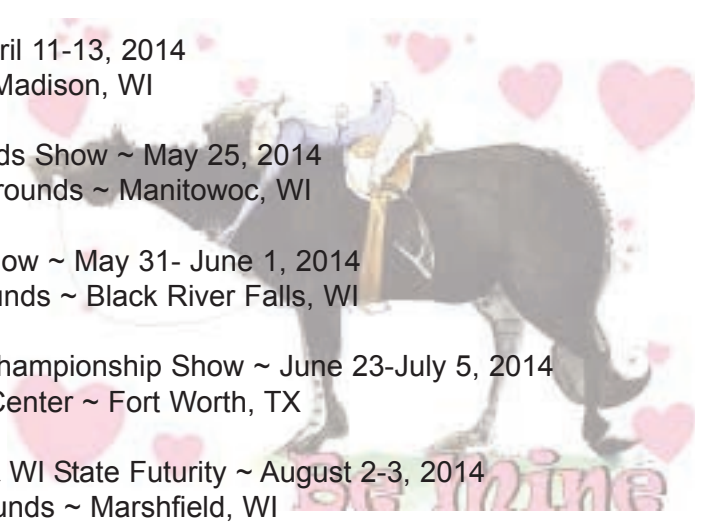 ril 11-13, 2014
Madison, WI
ds Show ~ May 25, 2014
rounds ~ Manitowoc, WI
ow ~ May 31- June 1, 2014
unds ~ Black River Falls, WI
hampionship Show ~ June 23-July 5, 2014
Center ~ Fort Worth, TX
WI State Futurity ~ August 2-3, 2014
unds ~ Marshfield, WI
Be Mine